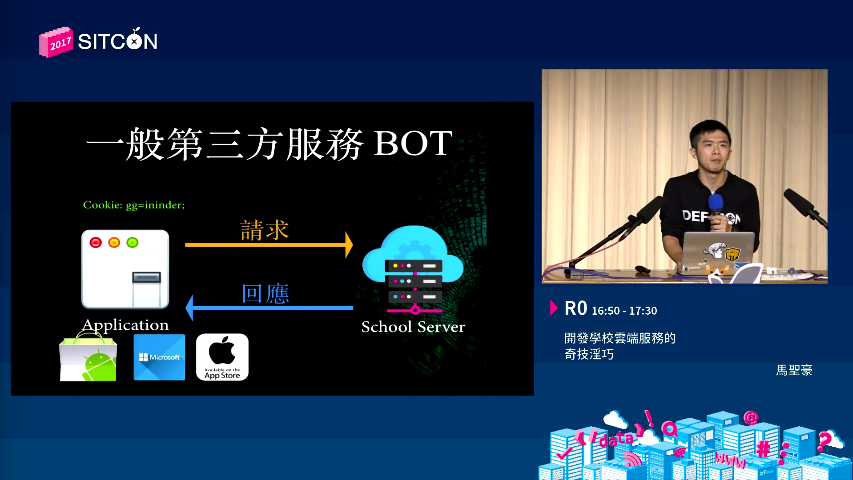 2017 SITCON
一般第三方服務 BOT
Cookie: gg=ininder;
請求
回應
Application
School Server
Microsoft
Available on the
App Store
DEFCON
R0 16:50 - 17:30
開發學校雲端服務的
奇技淫巧
馬聖豪
data
www
@
#
?
!